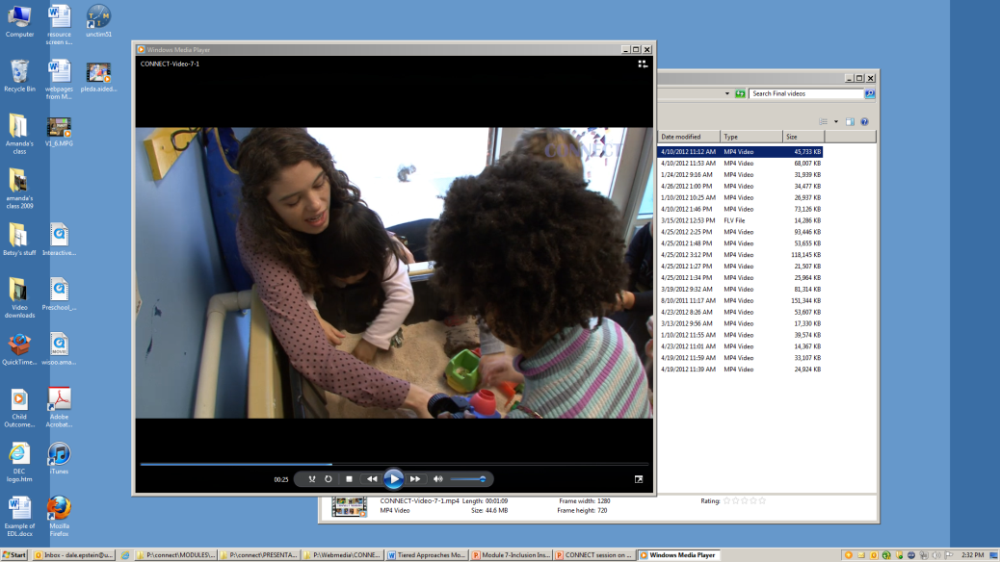 Computer
resource
screen s...
unctim51
Recycle Bin
webpages
from M...
pleda.aided...
Amanda's
class
V1_6.MPG
amanda's
class 2009
Betsy's stuff
Interactive...
Video
downloads
Preschool_...
QuickTime...
wisoo.ama...
Child
Outcome...
Adobe
Acrobat...
DEC
logo.htm
iTunes
Example of
EDL.docx
Mozilla
Firefox
Windows Media Player
CONNECT-Video-7-1
CONNECT
00:25
Search Final videos
Date modified Type Size
4/10/2012 11:12 AM MP4 Video 45,733 KB
4/10/2012 11:53 AM MP4 Video 68,007 KB
1/24/2012 9:16 AM MP4 Video 31,939 KB
4/26/2012 1:00 PM MP4 Video 34,477 KB
1/10/2012 10:25 AM MP4 Video 26,937 KB
4/10/2012 1:46 PM MP4 Video 73,126 KB
3/15/2012 12:53 PM FLV File 14,286 KB
4/25/2012 2:25 PM MP4 Video 93,446 KB
4/25/2012 1:48 PM MP4 Video 53,655 KB
4/25/2012 3:12 PM MP4 Video 118,145 KB
4/25/2012 1:27 PM MP4 Video 21,507 KB
4/25/2012 1:34 PM MP4 Video 25,964 KB
3/19/2012 9:32 AM MP4 Video 81,314 KB
8/10/2011 11:17 AM MP4 Video 151,344 KB
4/23/2012 8:26 AM MP4 Video 53,607 KB
3/13/2012 9:56 AM MP4 Video 17,330 KB
1/10/2012 11:55 AM MP4 Video 39,574 KB
4/23/2012 11:01 AM MP4 Video 14,367 KB
4/19/2012 11:59 AM MP4 Video 33,107 KB
4/19/2012 11:39 AM MP4 Video 24,924 KB
CONNECT-Video-7-1.mp4 Length: 00:01:09 Frame width: 1280 Rating:
MP4 Video Size: 44.6 MB Frame height: 720
Start Inbox - dale.epstein@u... P:\connect\MODULES\... P:\connect\PRESENTA... P:\Webmedia\CONNE... Tiered Approaches Mo... Module 7-Inclusion Ins... CONNECT session on ... Windows Media Player 2:32 PM